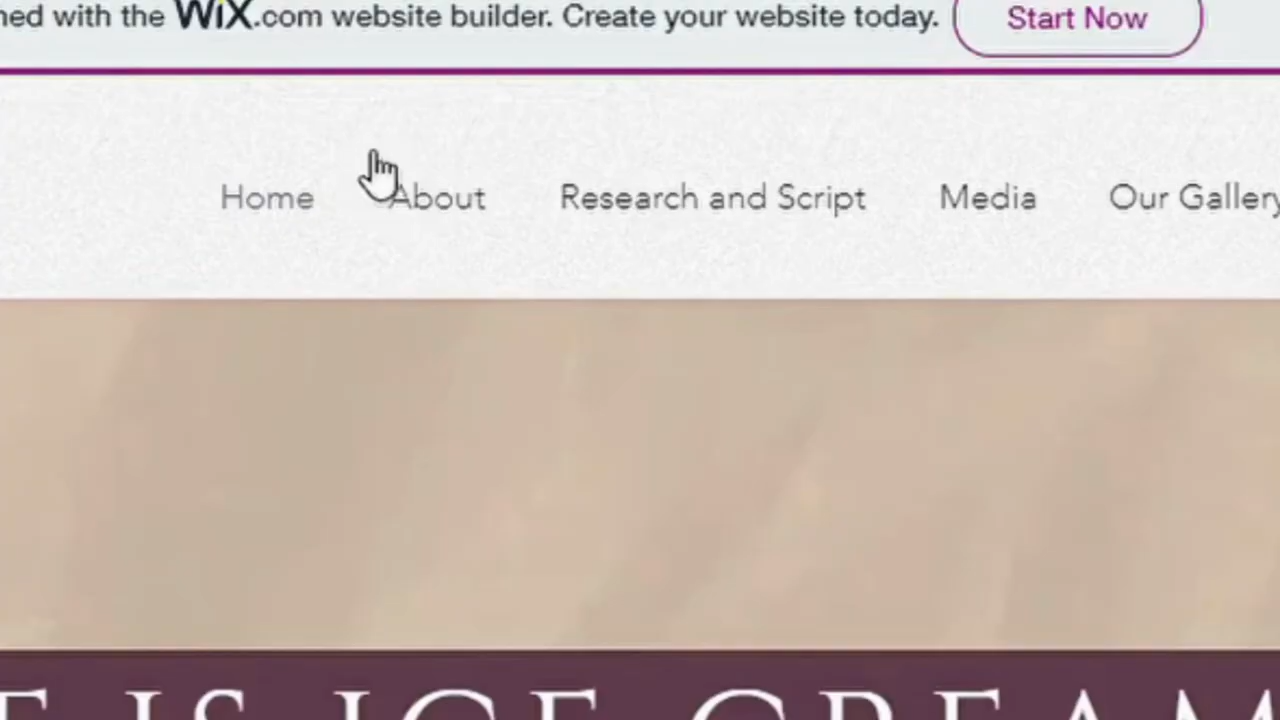 ned with the WiX.com website builder. Create your website today. Start Now
Home About Research and Script Media Our Gallery
T IS ICE CREAM